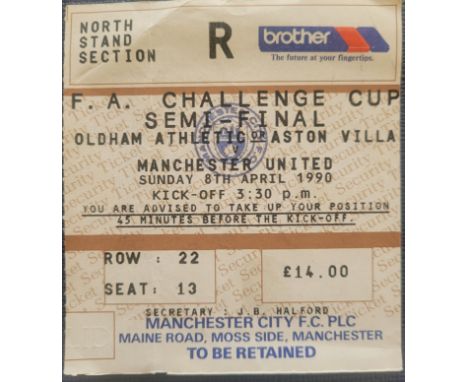 NORTH
STAND
SECTION
R
brother
The future at your fingertips.
F.A. CHALLENGE CUP
SEMI-FINAL
OLDHAM ATHLETIC or ASTON VILLA
MANCHESTER UNITED
SUNDAY 8TH APRIL 1990
KICK-OFF 3:30 p.m.
YOU ARE ADVISED TO TAKE UP YOUR POSITION
45 MINUTES BEFORE THE KICK-OFF.
ROW : 22
SEAT: 13
£14.00
SECRETARY : J.B. HALFORD
MANCHESTER CITY F.C. PLC
MAINE ROAD, MOSS SIDE, MANCHESTER
TO BE RETAINED